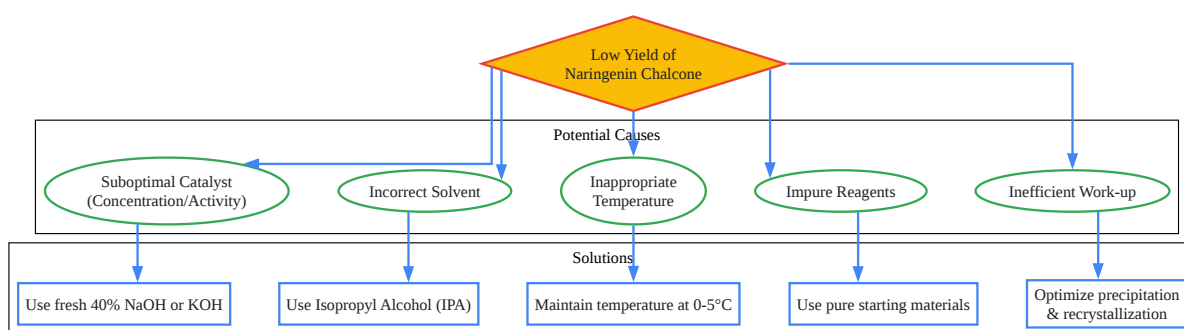 Low Yield of
Naringenin Chalcone
Potential Causes
Suboptimal Catalyst
(Concentration/Activity)
Incorrect Solvent
Inappropriate
Temperature
Impure Reagents
Inefficient Work-up
Solutions
Use fresh 40% NaOH or KOH
Use Isopropyl Alcohol (IPA)
Maintain temperature at 0-5°C
Use pure starting materials
Optimize precipitation
& recrystallization